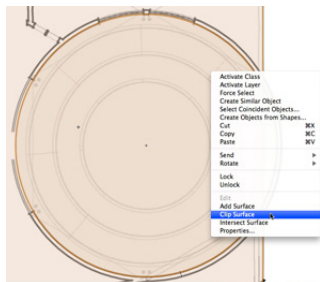 Activate Class
Activate Layer
Force Select
Create Similar Object
Select Coincident Objects...
Create Objects from Shapes...
Cut ⌘X
Copy ⌘C
Paste ⌘V
Send ▶
Rotate ▶
Lock
Unlock
Edit
Add Surface
Clip Surface
Intersect Surface
Properties...